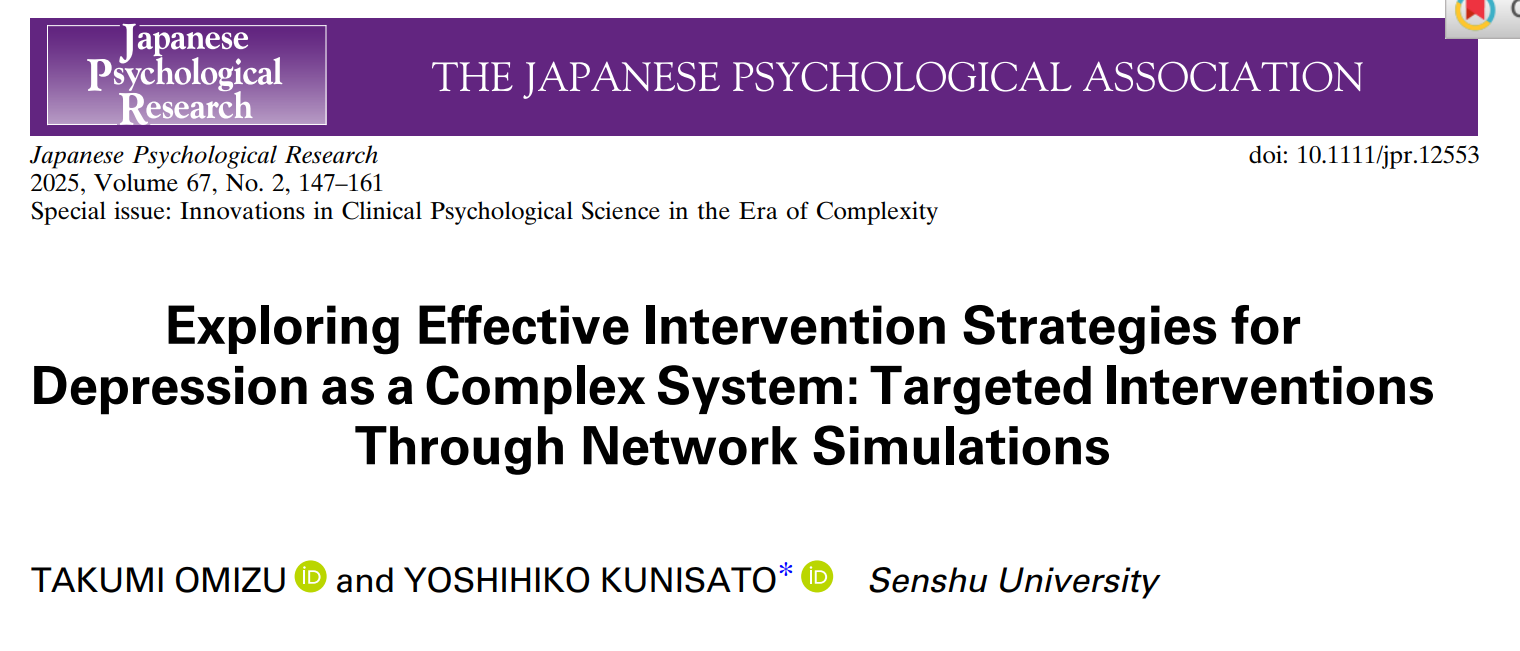 Japanese
Psychological
Research
THE JAPANESE PSYCHOLOGICAL ASSOCIATION
Japanese Psychological Research
doi: 10.1111/jpr.12553
2025, Volume 67, No. 2, 147–161
Special issue: Innovations in Clinical Psychological Science in the Era of Complexity
Exploring Effective Intervention Strategies for
Depression as a Complex System: Targeted Interventions
Through Network Simulations
TAKUMI OMIZU iD and YOSHIHIKO KUNISATO* iD Senshu University